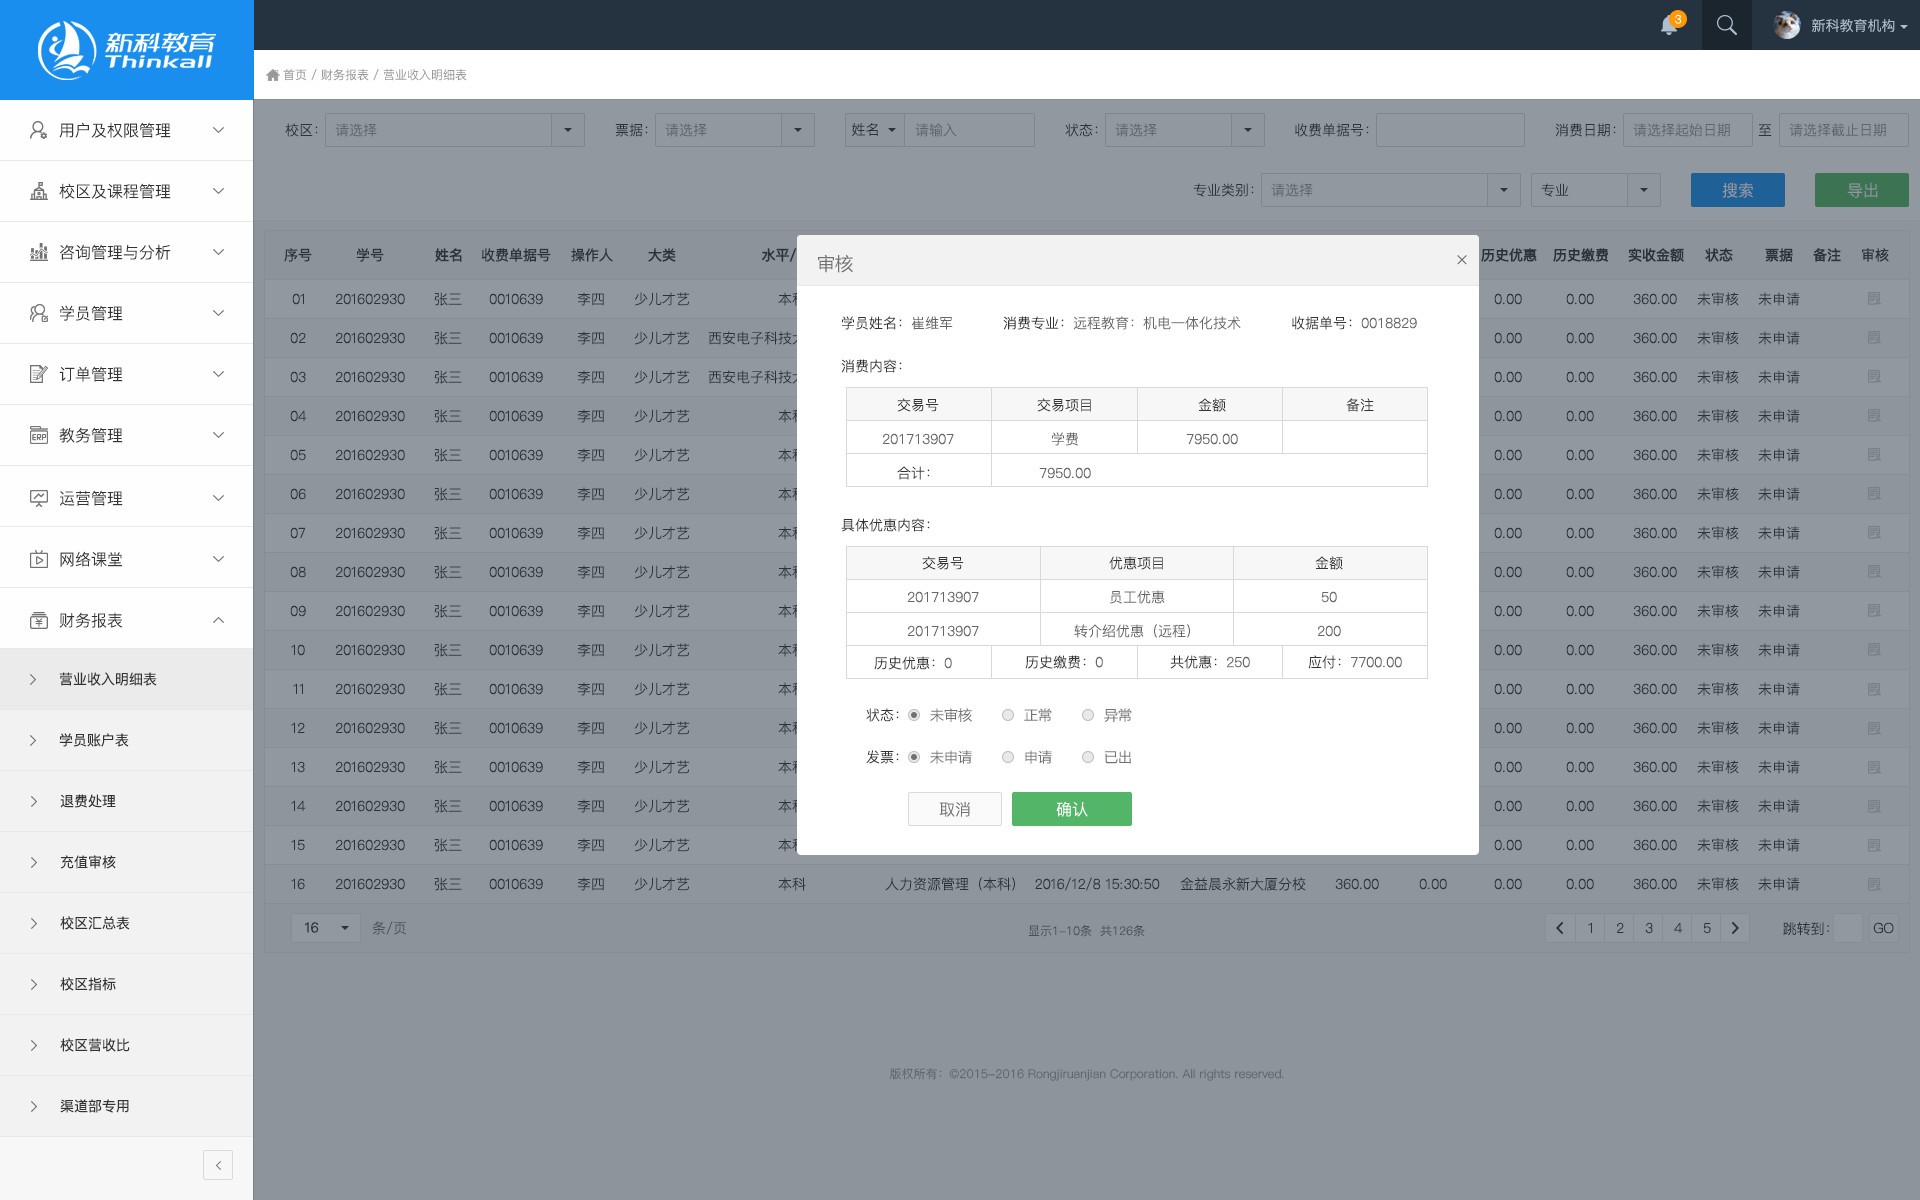 新科教育
Thinkall
3
新科教育机构
首页 / 财务报表 / 营业收入明细表
用户及权限管理
校区及课程管理
咨询管理与分析
学员管理
订单管理
教务管理
运营管理
网络课堂
财务报表
营业收入明细表
学员账户表
退费处理
充值审核
校区汇总表
校区指标
校区营收比
渠道部专用
校区: 请选择 票据: 请选择 姓名 请输入 状态: 请选择 收费单据号: 消费日期: 请选择起始日期 至 请选择截止日期
专业类别: 请选择 专业 搜索 导出
序号 学号 姓名 收费单据号 操作人 大类 水平/ 历史优惠 历史缴费 实收金额 状态 票据 备注 审核
01 201602930 张三 0010639 李四 少儿才艺 本科 0.00 0.00 360.00 未审核 未申请
02 201602930 张三 0010639 李四 少儿才艺 西安电子科技大 0.00 0.00 360.00 未审核 未申请
03 201602930 张三 0010639 李四 少儿才艺 西安电子科技大 0.00 0.00 360.00 未审核 未申请
04 201602930 张三 0010639 李四 少儿才艺 本科 0.00 0.00 360.00 未审核 未申请
05 201602930 张三 0010639 李四 少儿才艺 本科 0.00 0.00 360.00 未审核 未申请
06 201602930 张三 0010639 李四 少儿才艺 本科 0.00 0.00 360.00 未审核 未申请
07 201602930 张三 0010639 李四 少儿才艺 本科 0.00 0.00 360.00 未审核 未申请
08 201602930 张三 0010639 李四 少儿才艺 本科 0.00 0.00 360.00 未审核 未申请
09 201602930 张三 0010639 李四 少儿才艺 本科 0.00 0.00 360.00 未审核 未申请
10 201602930 张三 0010639 李四 少儿才艺 本科 0.00 0.00 360.00 未审核 未申请
11 201602930 张三 0010639 李四 少儿才艺 本科 0.00 0.00 360.00 未审核 未申请
12 201602930 张三 0010639 李四 少儿才艺 本科 0.00 0.00 360.00 未审核 未申请
13 201602930 张三 0010639 李四 少儿才艺 本科 0.00 0.00 360.00 未审核 未申请
14 201602930 张三 0010639 李四 少儿才艺 本科 0.00 0.00 360.00 未审核 未申请
15 201602930 张三 0010639 李四 少儿才艺 本科 0.00 0.00 360.00 未审核 未申请
16 201602930 张三 0010639 李四 少儿才艺 本科 人力资源管理（本科） 2016/12/8 15:30:50 金益晨永新大厦分校 360.00 0.00 0.00 0.00 360.00 未审核 未申请
16 条/页 显示1-10条 共126条 1 2 3 4 5 跳转到: GO
版权所有: ©2015-2016 Rongjiruanjian Corporation. All rights reserved.
审核 ×
学员姓名: 崔维军 消费专业: 远程教育: 机电一体化技术 收据单号: 0018829
消费内容:
交易号 交易项目 金额 备注
201713907 学费 7950.00
合计: 7950.00
具体优惠内容:
交易号 优惠项目 金额
201713907 员工优惠 50
201713907 转介绍优惠（远程） 200
历史优惠: 0 历史缴费: 0 共优惠: 250 应付: 7700.00
状态: 未审核 正常 异常
发票: 未申请 申请 已出
取消 确认